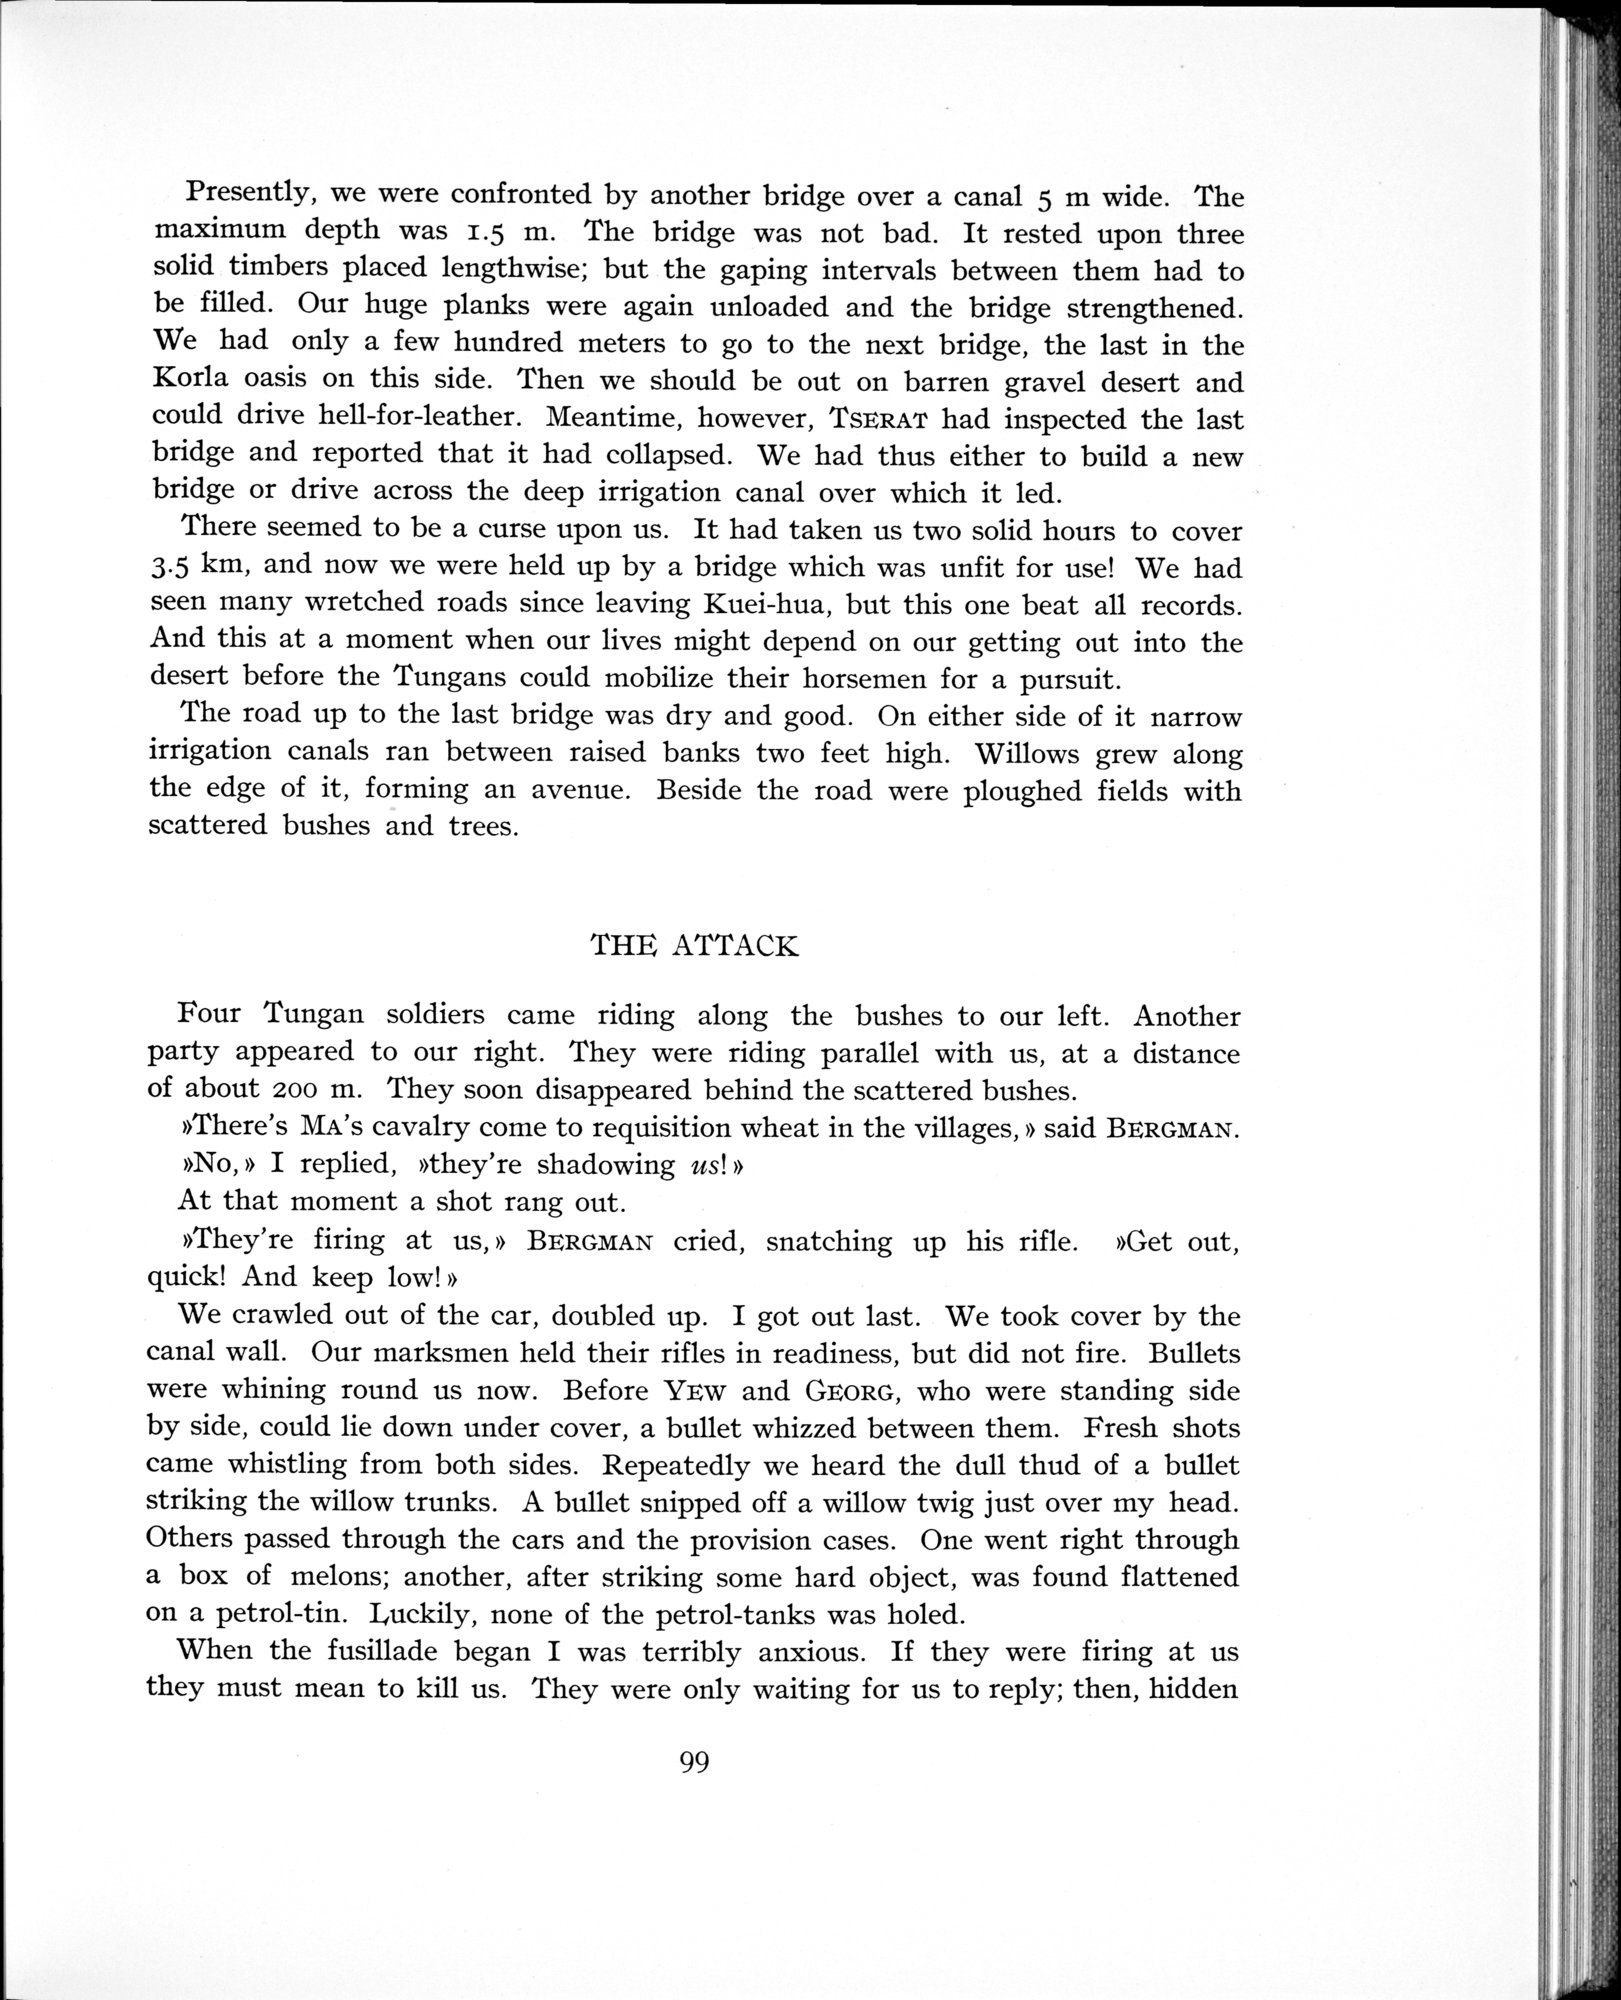 Presently, we were confronted by another bridge over a canal 5 m wide. The
maximum depth was 1.5 m. The bridge was not bad. It rested upon three
solid timbers placed lengthwise; but the gaping intervals between them had to
be filled. Our huge planks were again unloaded and the bridge strengthened.
We had only a few hundred meters to go to the next bridge, the last in the
Korla oasis on this side. Then we should be out on barren gravel desert and
could drive hell-for-leather. Meantime, however, TSERAT had inspected the last
bridge and reported that it had collapsed. We had thus either to build a new
bridge or drive across the deep irrigation canal over which it led.
There seemed to be a curse upon us. It had taken us two solid hours to cover
3.5 km, and now we were held up by a bridge which was unfit for use! We had
seen many wretched roads since leaving Kuei-hua, but this one beat all records.
And this at a moment when our lives might depend on our getting out into the
desert before the Tungans could mobilize their horsemen for a pursuit.
The road up to the last bridge was dry and good. On either side of it narrow
irrigation canals ran between raised banks two feet high. Willows grew along
the edge of it, forming an avenue. Beside the road were ploughed fields with
scattered bushes and trees.
THE ATTACK
Four Tungan soldiers came riding along the bushes to our left. Another
party appeared to our right. They were riding parallel with us, at a distance
of about 200 m. They soon disappeared behind the scattered bushes.
»There's MA's cavalry come to requisition wheat in the villages,» said BERGMAN.
»No,» I replied, »they're shadowing us!»
At that moment a shot rang out.
»They're firing at us,» BERGMAN cried, snatching up his rifle. »Get out,
quick! And keep low!»
We crawled out of the car, doubled up. I got out last. We took cover by the
canal wall. Our marksmen held their rifles in readiness, but did not fire. Bullets
were whining round us now. Before YEW and GEORG, who were standing side
by side, could lie down under cover, a bullet whizzed between them. Fresh shots
came whistling from both sides. Repeatedly we heard the dull thud of a bullet
striking the willow trunks. A bullet snipped off a willow twig just over my head.
Others passed through the cars and the provision cases. One went right through
a box of melons; another, after striking some hard object, was found flattened
on a petrol-tin. Luckily, none of the petrol-tanks was holed.
When the fusillade began I was terribly anxious. If they were firing at us
they must mean to kill us. They were only waiting for us to reply; then, hidden
99